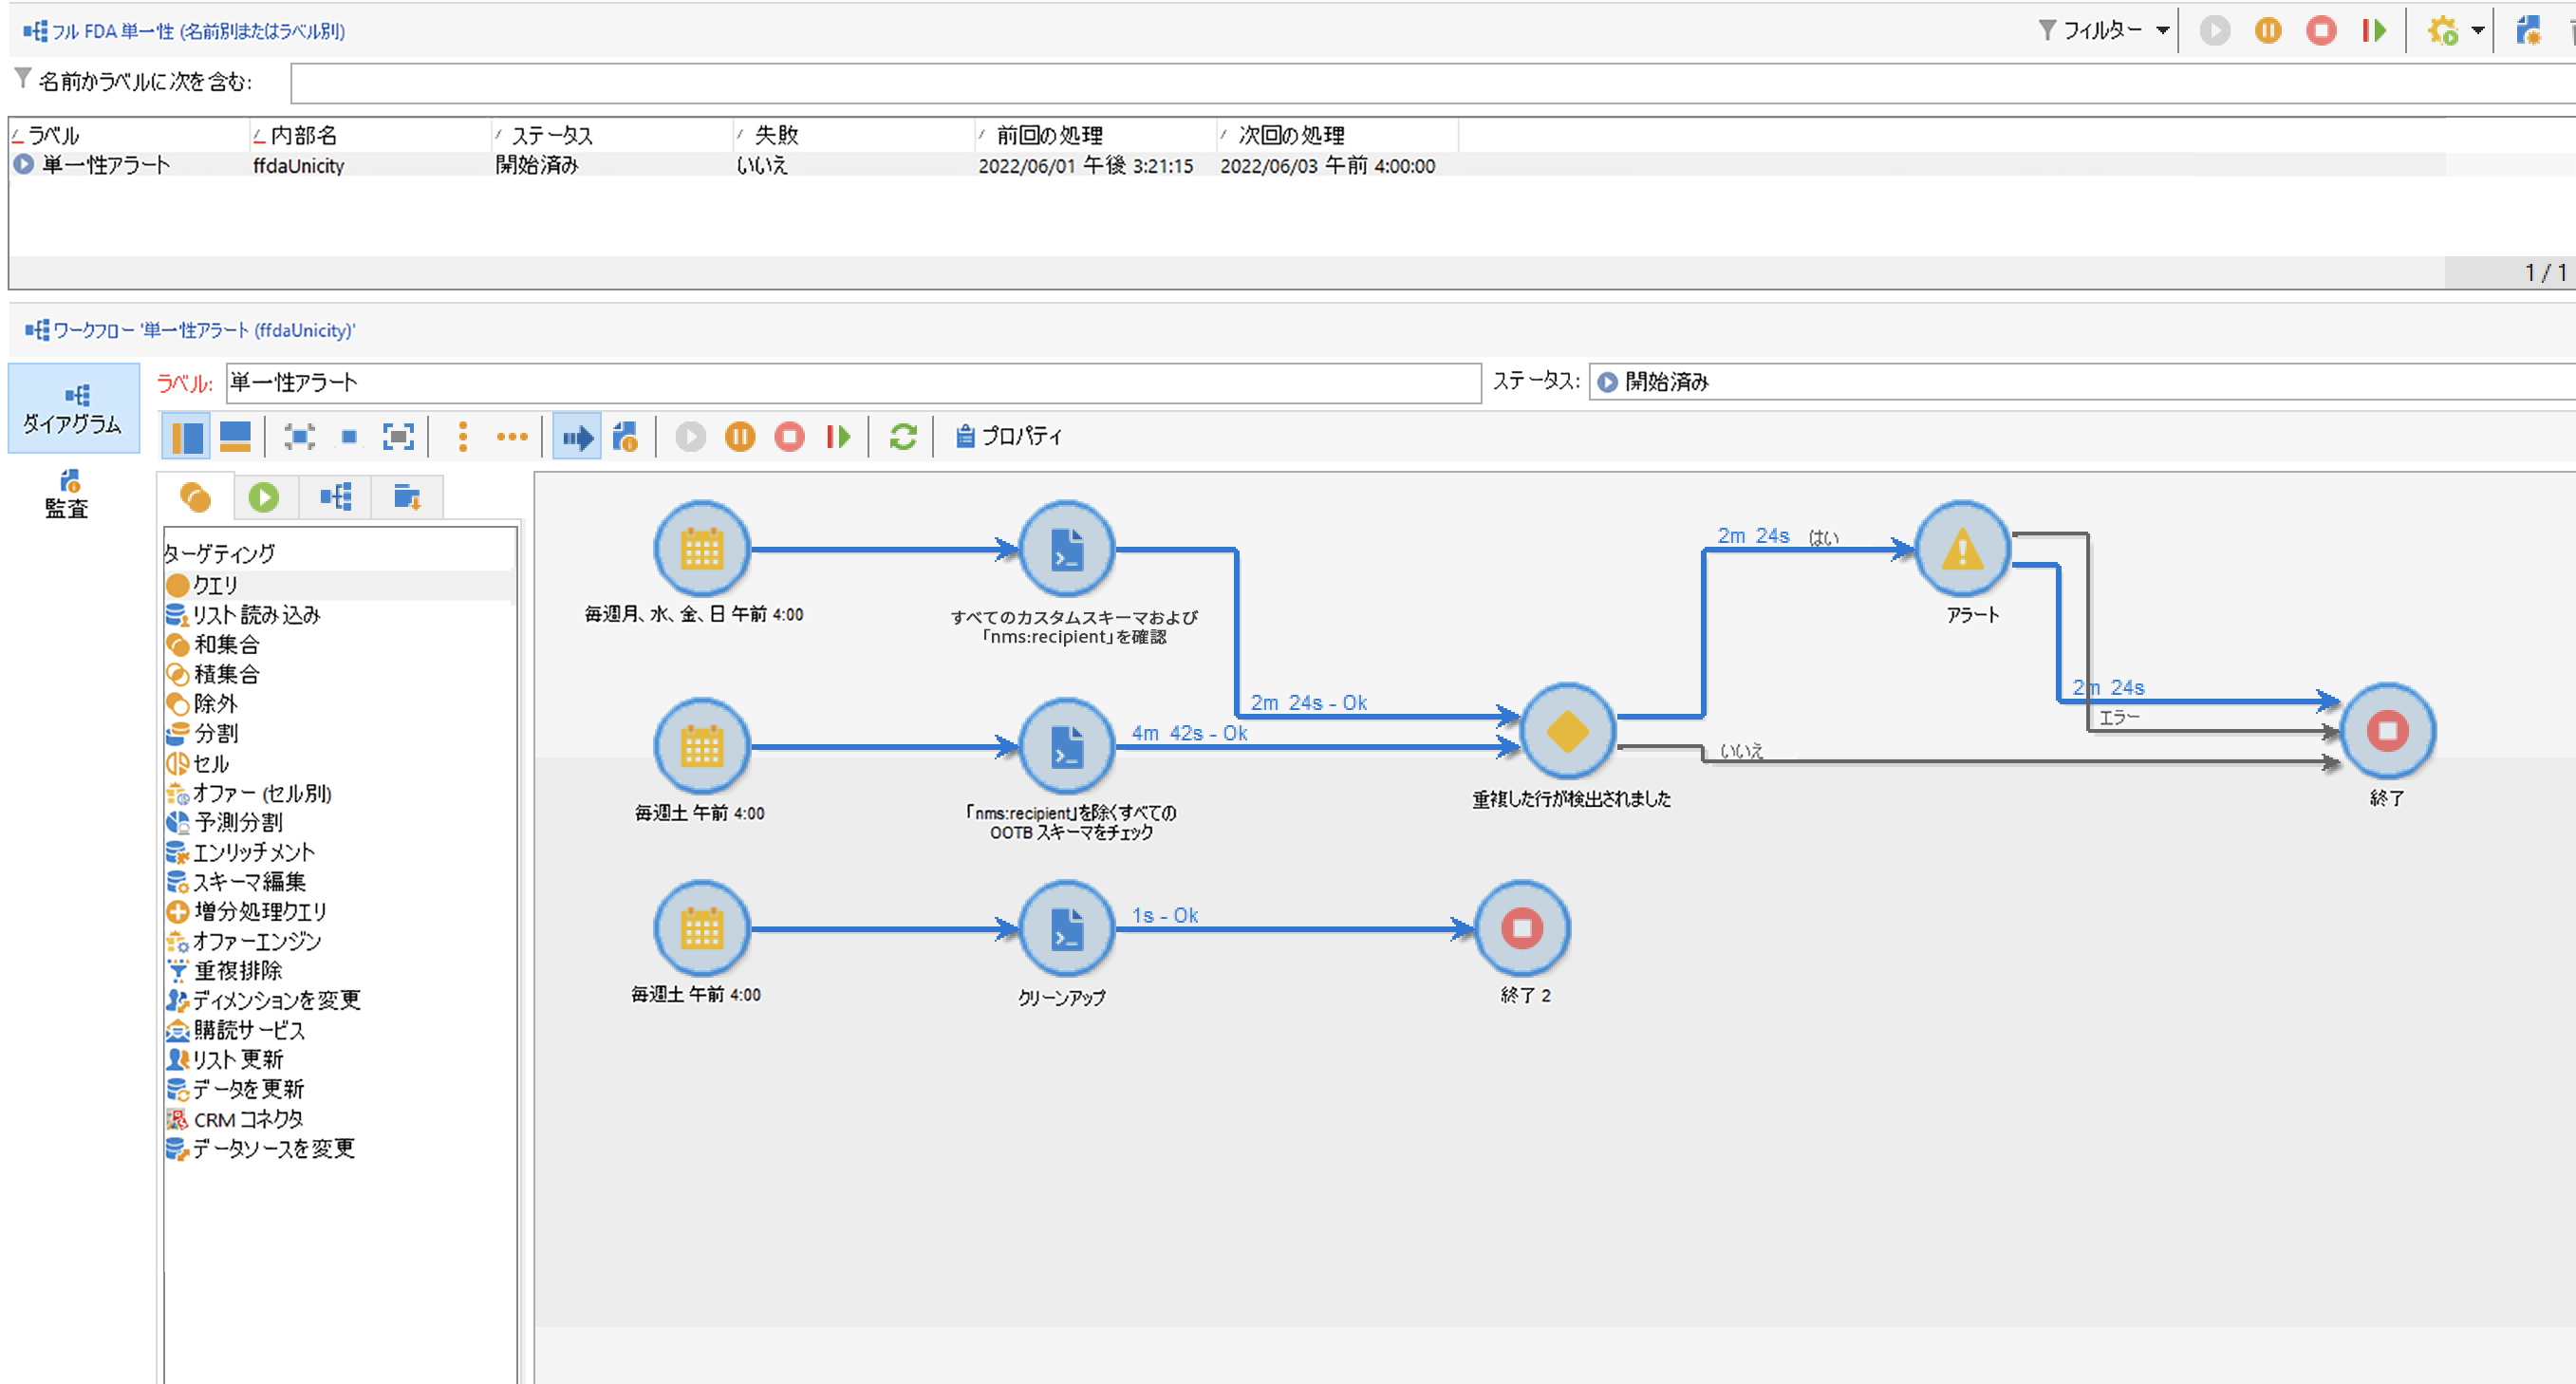 フル FDA 単一性 (名前別またはラベル別)
フィルター
名前かラベルに次を含む:
ラベル 内部名 ステータス 失敗 前回の処理 次回の処理
単一性アラート ffdaUnicity 開始済み いいえ 2022/06/01 午後 3:21:15 2022/06/03 午前 4:00:00
1 / 1
ワークフロー '単一性アラート (ffdaUnicity)'
ダイアグラム
監査
ラベル: 単一性アラート ステータス: 開始済み
プロパティ
ターゲティング
クエリ
リスト読み込み
和集合
積集合
除外
分割
セル
オファー (セル別)
予測分割
エンリッチメント
スキーマ編集
増分処理クエリ
オファーエンジン
重複排除
ディメンションを変更
購読サービス
リスト更新
データを更新
CRM コネクタ
データソースを変更
毎週月、水、金、日 午前 4:00
すべてのカスタムスキーマおよび
「nms:recipient」を確認
2m 24s - Ok
2m 24s はい
アラート
2m 24s
エラー
毎週土 午前 4:00
「nms:recipient」を除くすべての
OOTB スキーマをチェック
4m 42s - Ok
重複した行が検出されました
いいえ
終了
毎週土 午前 4:00
クリーンアップ
1s - Ok
終了 2